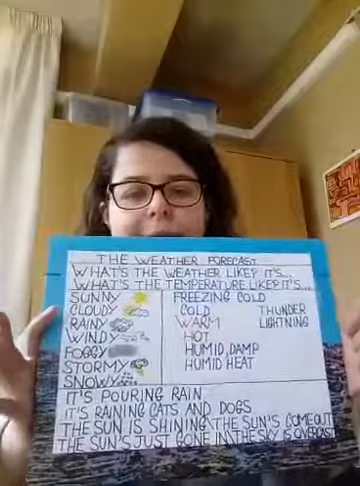 THE WEATHER FORECAST
WHAT'S THE WEATHER LIKE? IT'S...
WHAT'S THE TEMPERATURE LIKE? IT'S...
SUNNY
CLOUDY
RAINY
WINDY
FOGGY
STORMY
SNOWY
FREEZING COLD
COLD
WARM
HOT
HUMID, DAMP
HUMID HEAT
THUNDER
LIGHTNING
IT'S POURING RAIN
IT'S RAINING CATS AND DOGS
THE SUN IS SHINING\THE SUN'S COME OUT
THE SUN'S JUST GONE IN\THE SKY IS OVERCAST